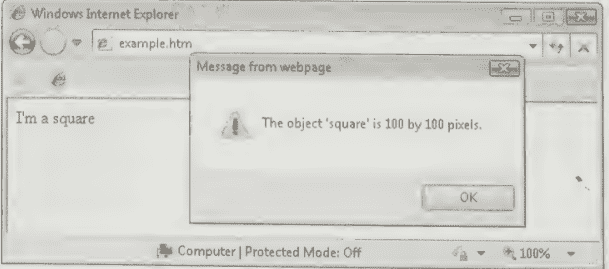 Windows Internet Explorer
example.htm
Message from webpage
I'm a square
The object 'square' is 100 by 100 pixels.
OK
Computer | Protected Mode: Off
100%